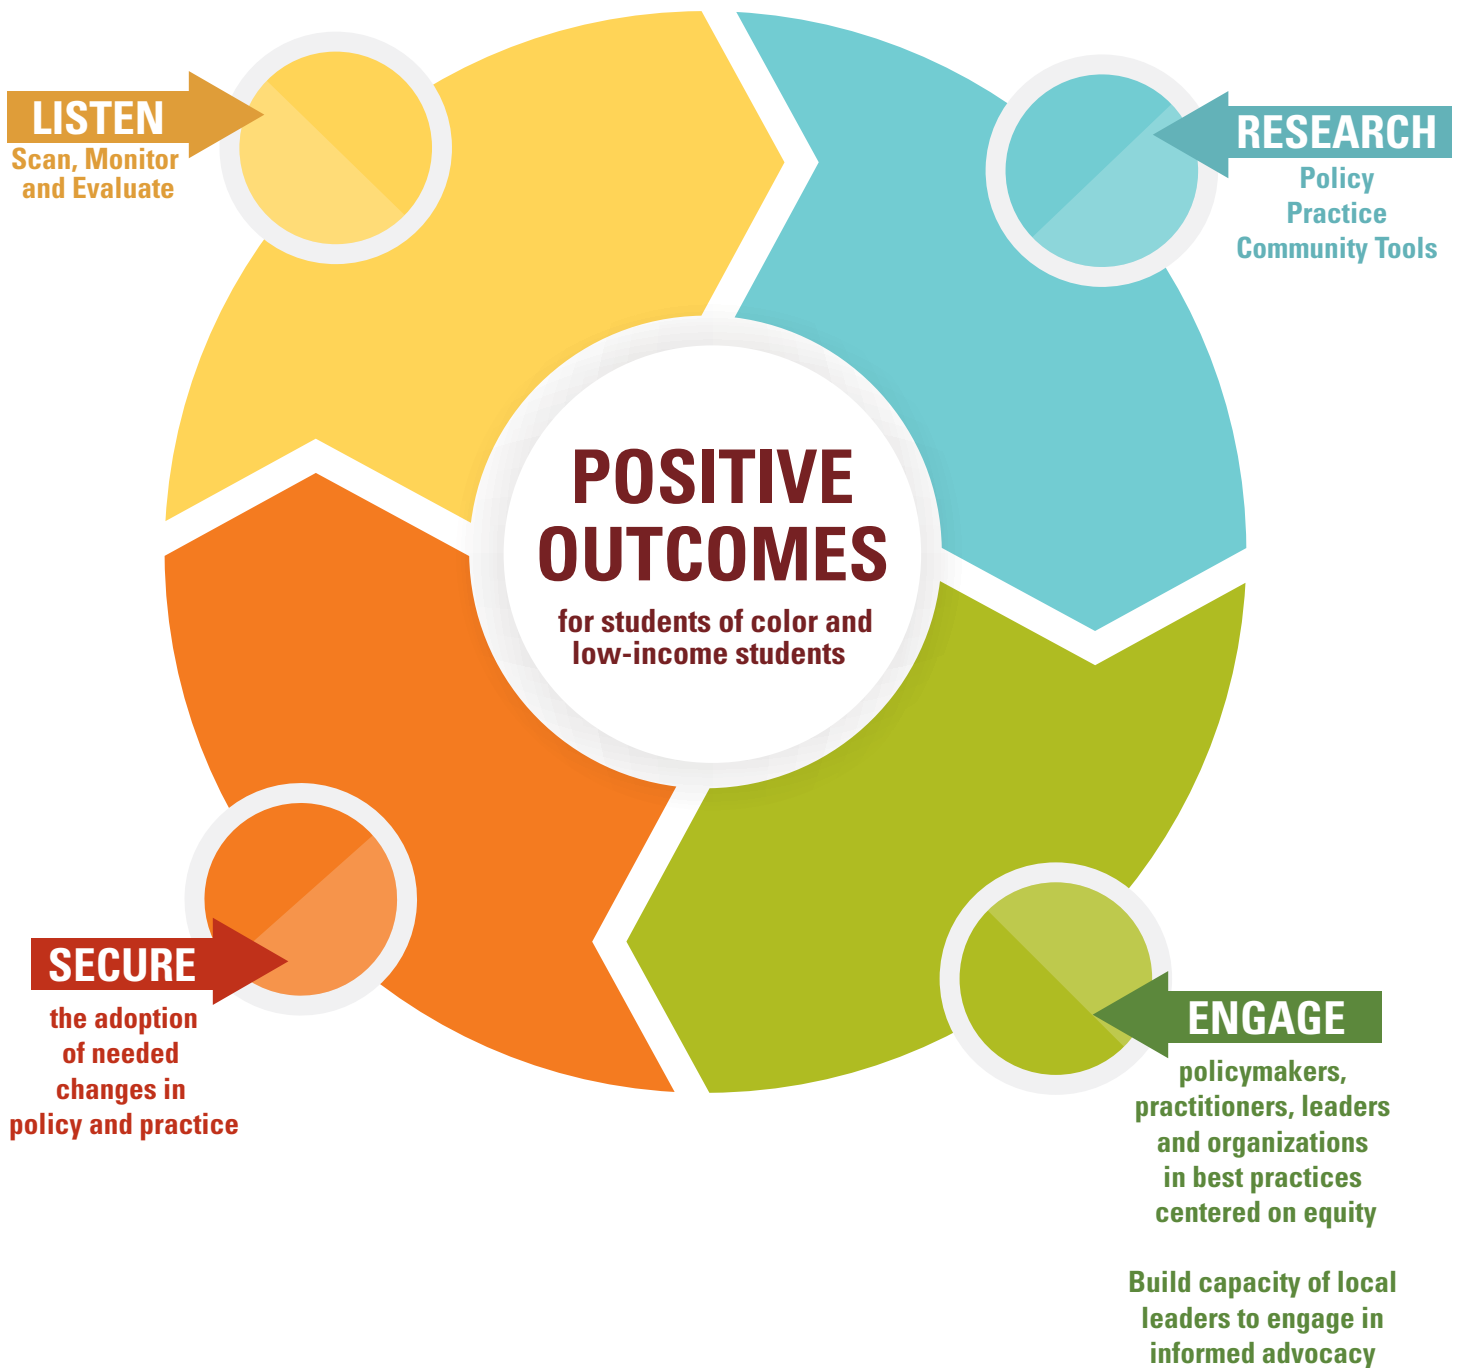 LISTEN
Scan, Monitor
and Evaluate
RESEARCH
Policy
Practice
Community Tools
POSITIVE
OUTCOMES
for students of color and
low-income students
SECURE
the adoption
of needed
changes in
policy and practice
ENGAGE
policymakers,
practitioners, leaders
and organizations
in best practices
centered on equity
Build capacity of local
leaders to engage in
informed advocacy